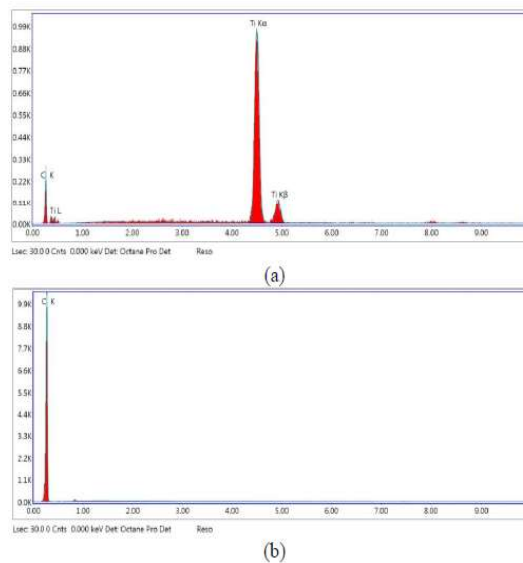 0.99K
Ti Kα
0.88K
0.77K
0.66K
0.55K
0.44K
0.33K
0.22K
C K
0.11K
Ti L
Ti Kβ
0.00K
0.00 1.00 2.00 3.00 4.00 5.00 6.00 7.00 8.00 9.00
Lsec: 30.0 0 Cnts 0.000 keV Det: Octane Pro Det Reso
(a)
9.9K
C K
8.8K
7.7K
6.6K
5.5K
4.4K
3.3K
2.2K
1.1K
0.0K
0.00 1.00 2.00 3.00 4.00 5.00 6.00 7.00 8.00 9.00
Lsec: 30.0 0 Cnts 0.000 keV Det: Octane Pro Det Reso
(b)